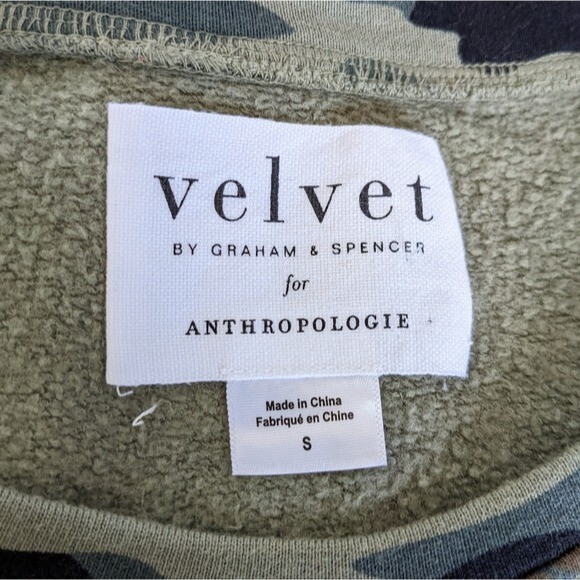 velvet
BY GRAHAM & SPENCER
for
ANTHROPOLOGIE
Made in China
Fabriqué en Chine
S